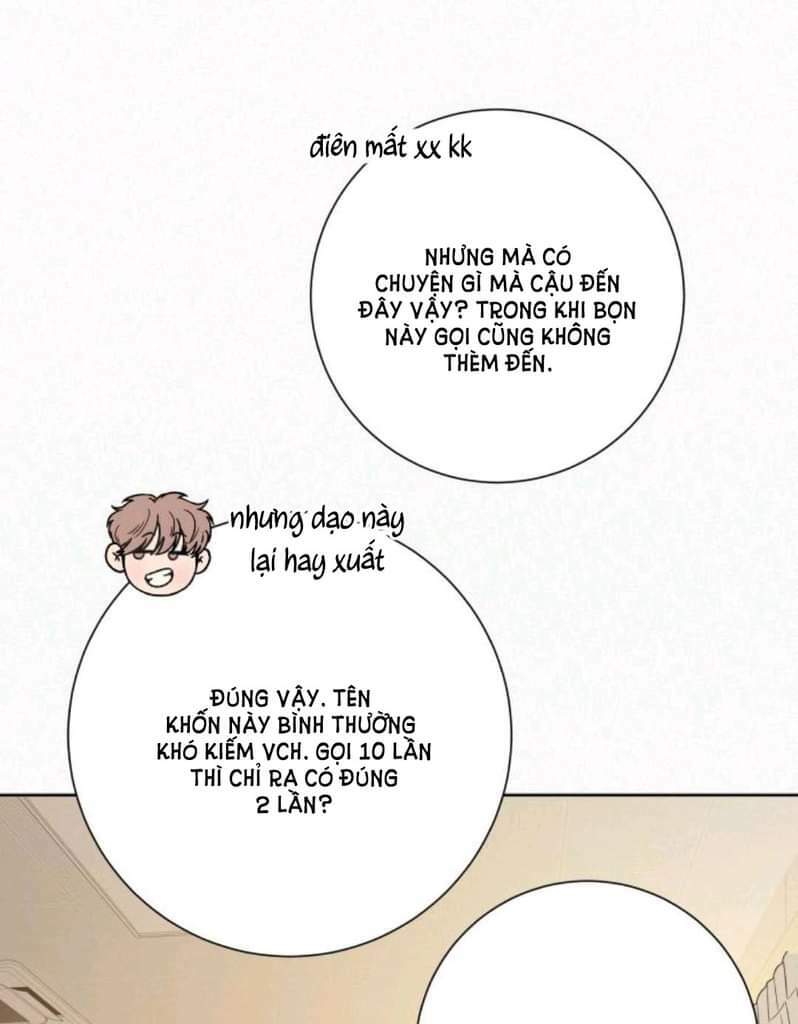 điên mất xx kk
NHƯNG MÀ CÓ
CHUYỆN GÌ MÀ CẬU ĐẾN
ĐÂY VẬY? TRONG KHI BỌN
NÀY GỌI CŨNG KHÔNG
THÈM ĐẾN.
nhưng dạo này
lại hay xuất
ĐÚNG VẬY. TÊN
KHỐN NÀY BÌNH THƯỜNG
KHÓ KIẾM VCH. GỌI 10 LẦN
THÌ CHỈ RA CÓ ĐÚNG
2 LẦN?